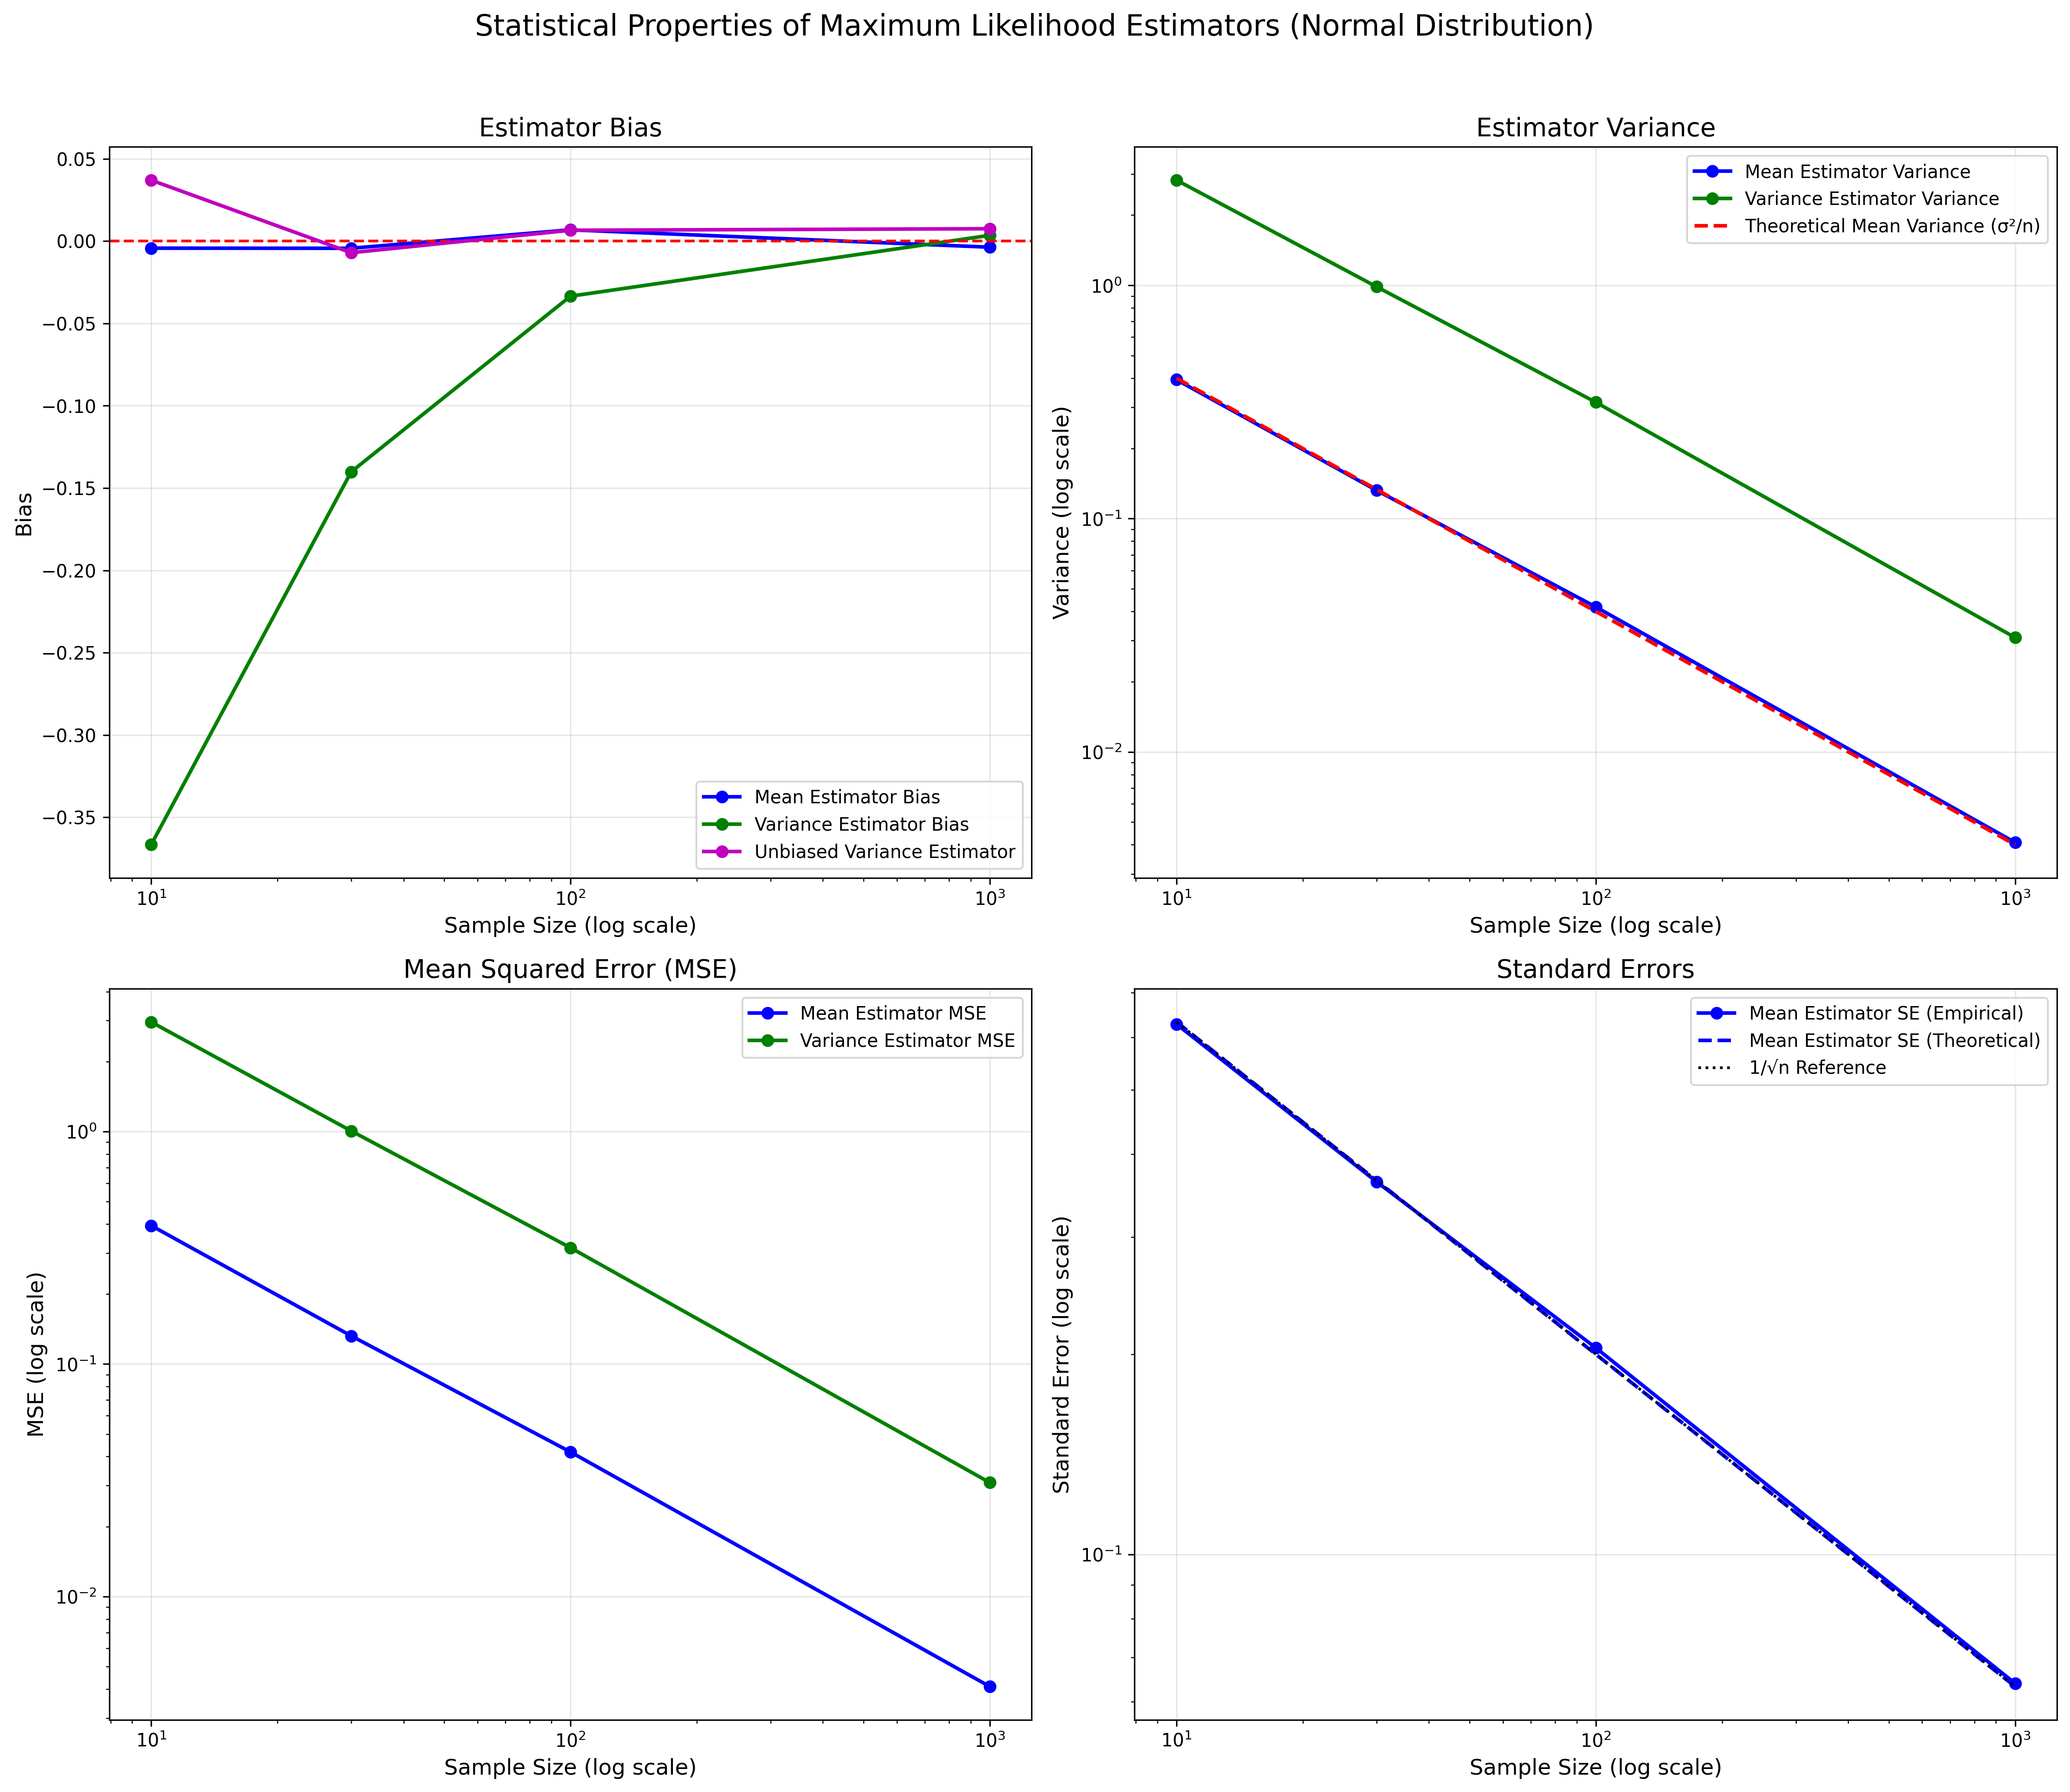 Statistical Properties of Maximum Likelihood Estimators (Normal Distribution)
Estimator Bias
0.05
0.00
−0.05
−0.10
−0.15
−0.20
−0.25
−0.30
−0.35
Bias
Mean Estimator Bias
Variance Estimator Bias
Unbiased Variance Estimator
10¹
10²
10³
Sample Size (log scale)
Estimator Variance
Mean Estimator Variance
Variance Estimator Variance
Theoretical Mean Variance (σ²/n)
10⁰
10⁻¹
10⁻²
Variance (log scale)
10¹
10²
10³
Sample Size (log scale)
Mean Squared Error (MSE)
Mean Estimator MSE
Variance Estimator MSE
10⁰
10⁻¹
10⁻²
MSE (log scale)
10¹
10²
10³
Sample Size (log scale)
Standard Errors
Mean Estimator SE (Empirical)
Mean Estimator SE (Theoretical)
1/√n Reference
10⁻¹
Standard Error (log scale)
10¹
10²
10³
Sample Size (log scale)